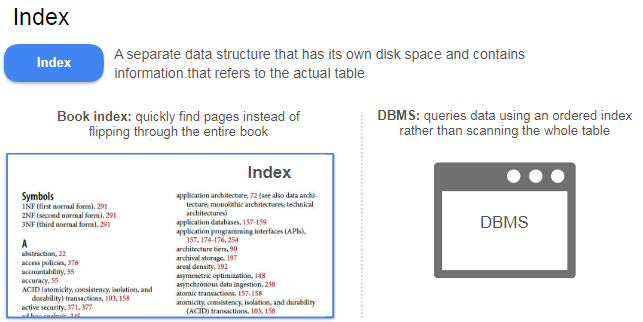 Index
Index
A separate data structure that has its own disk space and contains
information that refers to the actual table
Book index: quickly find pages instead of
flipping through the entire book
Index
Symbols
1NF (first normal form), 291
2NF (second normal form), 291
3NF (third normal form), 291
A
abstraction, 22
access policies, 376
accountability, 55
accuracy, 55
ACID (atomicity, consistency, isolation, and
durability) transactions, 103, 158
active security, 371, 377
ad hoc analysis, 345
application architecture, 72 (see also data archi-
tecture; monolithic architectures; technical
architectures)
application databases, 157-159
application programming interfaces (APIs),
157, 174-176, 254
architecture tiers, 90
archival storage, 197
areal density, 192
asymmetric optimization, 148
asynchronous data ingestion, 238
atomic transactions, 157-158
atomicity, consistency, isolation, and durability
(ACID) transactions, 103, 158
DBMS: queries data using an ordered index
rather than scanning the whole table
DBMS